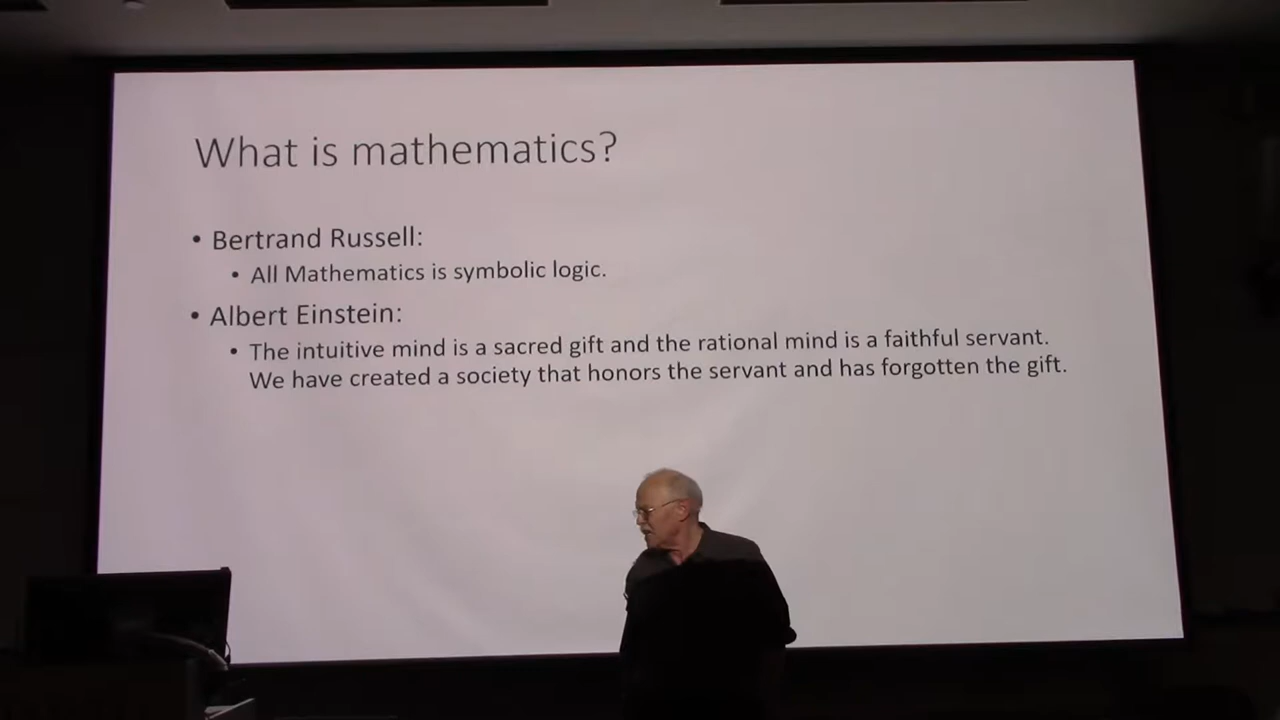 What is mathematics?
• Bertrand Russell:
• All Mathematics is symbolic logic.
• Albert Einstein:
• The intuitive mind is a sacred gift and the rational mind is a faithful servant.
We have created a society that honors the servant and has forgotten the gift.